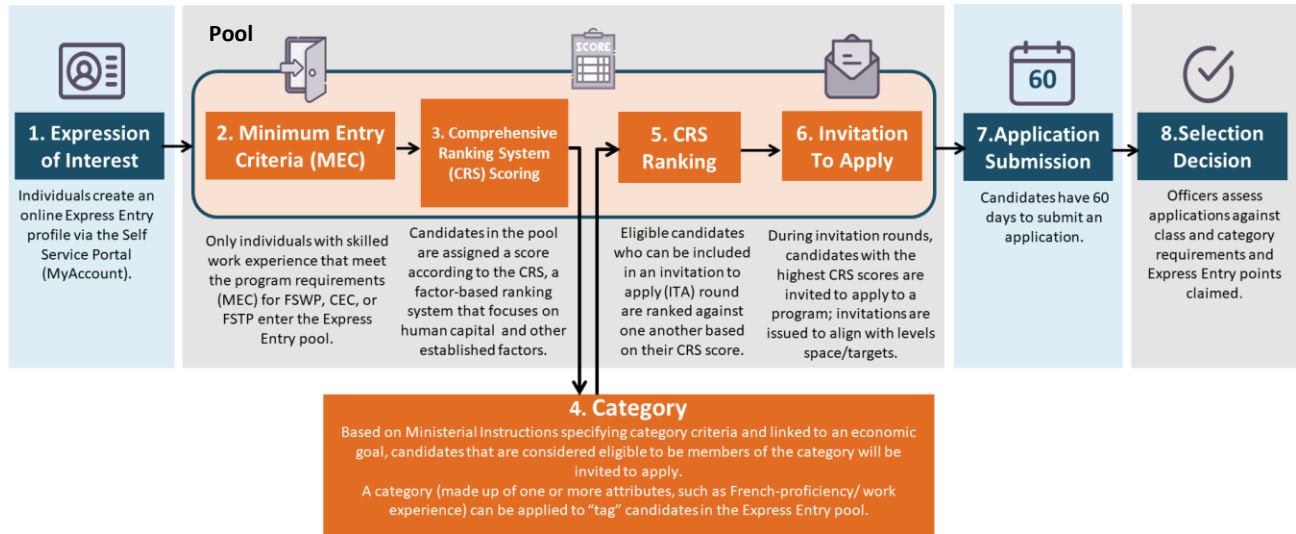 Pool
SCORE
60
1. Expression
of Interest
Individuals create an
online Express Entry
profile via the Self
Service Portal
(MyAccount).
2. Minimum Entry
Criteria (MEC)
Only individuals with skilled
work experience that meet
the program requirements
(MEC) for FSWP, CEC, or
FSTP enter the Express
Entry pool.
3. Comprehensive
Ranking System
(CRS) Scoring
Candidates in the pool
are assigned a score
according to the CRS, a
factor-based ranking
system that focuses on
human capital and other
established factors.
4. Category
Based on Ministerial Instructions specifying category criteria and linked to an economic
goal, candidates that are considered eligible to be members of the category will be
invited to apply.
A category (made up of one or more attributes, such as French-proficiency/ work
experience) can be applied to “tag” candidates in the Express Entry pool.
5. CRS
Ranking
Eligible candidates
who can be included
in an invitation to
apply (ITA) round
are ranked against
one another based
on their CRS score.
6. Invitation
To Apply
During invitation rounds,
candidates with the
highest CRS scores are
invited to apply to a
program; invitations are
issued to align with levels
space/targets.
7.Application
Submission
Candidates have 60
days to submit an
application.
8.Selection
Decision
Officers assess
applications against
class and category
requirements and
Express Entry points
claimed.